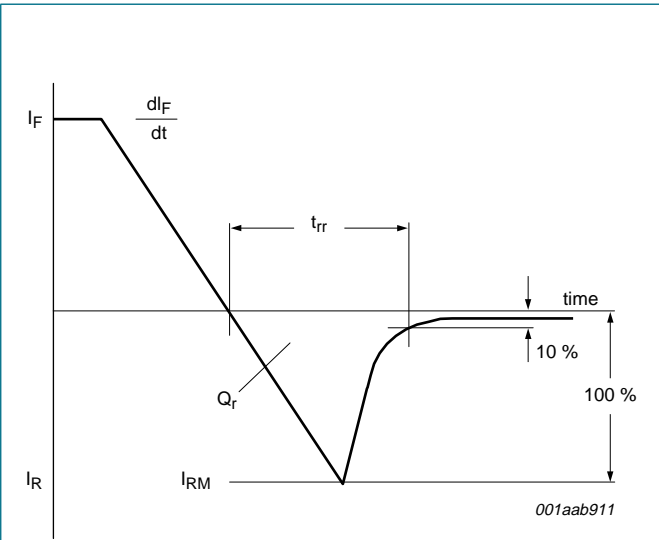 dI_F
I_F
dt
t_rr
time
10 %
Q_r
100 %
I_R
I_RM
001aab911